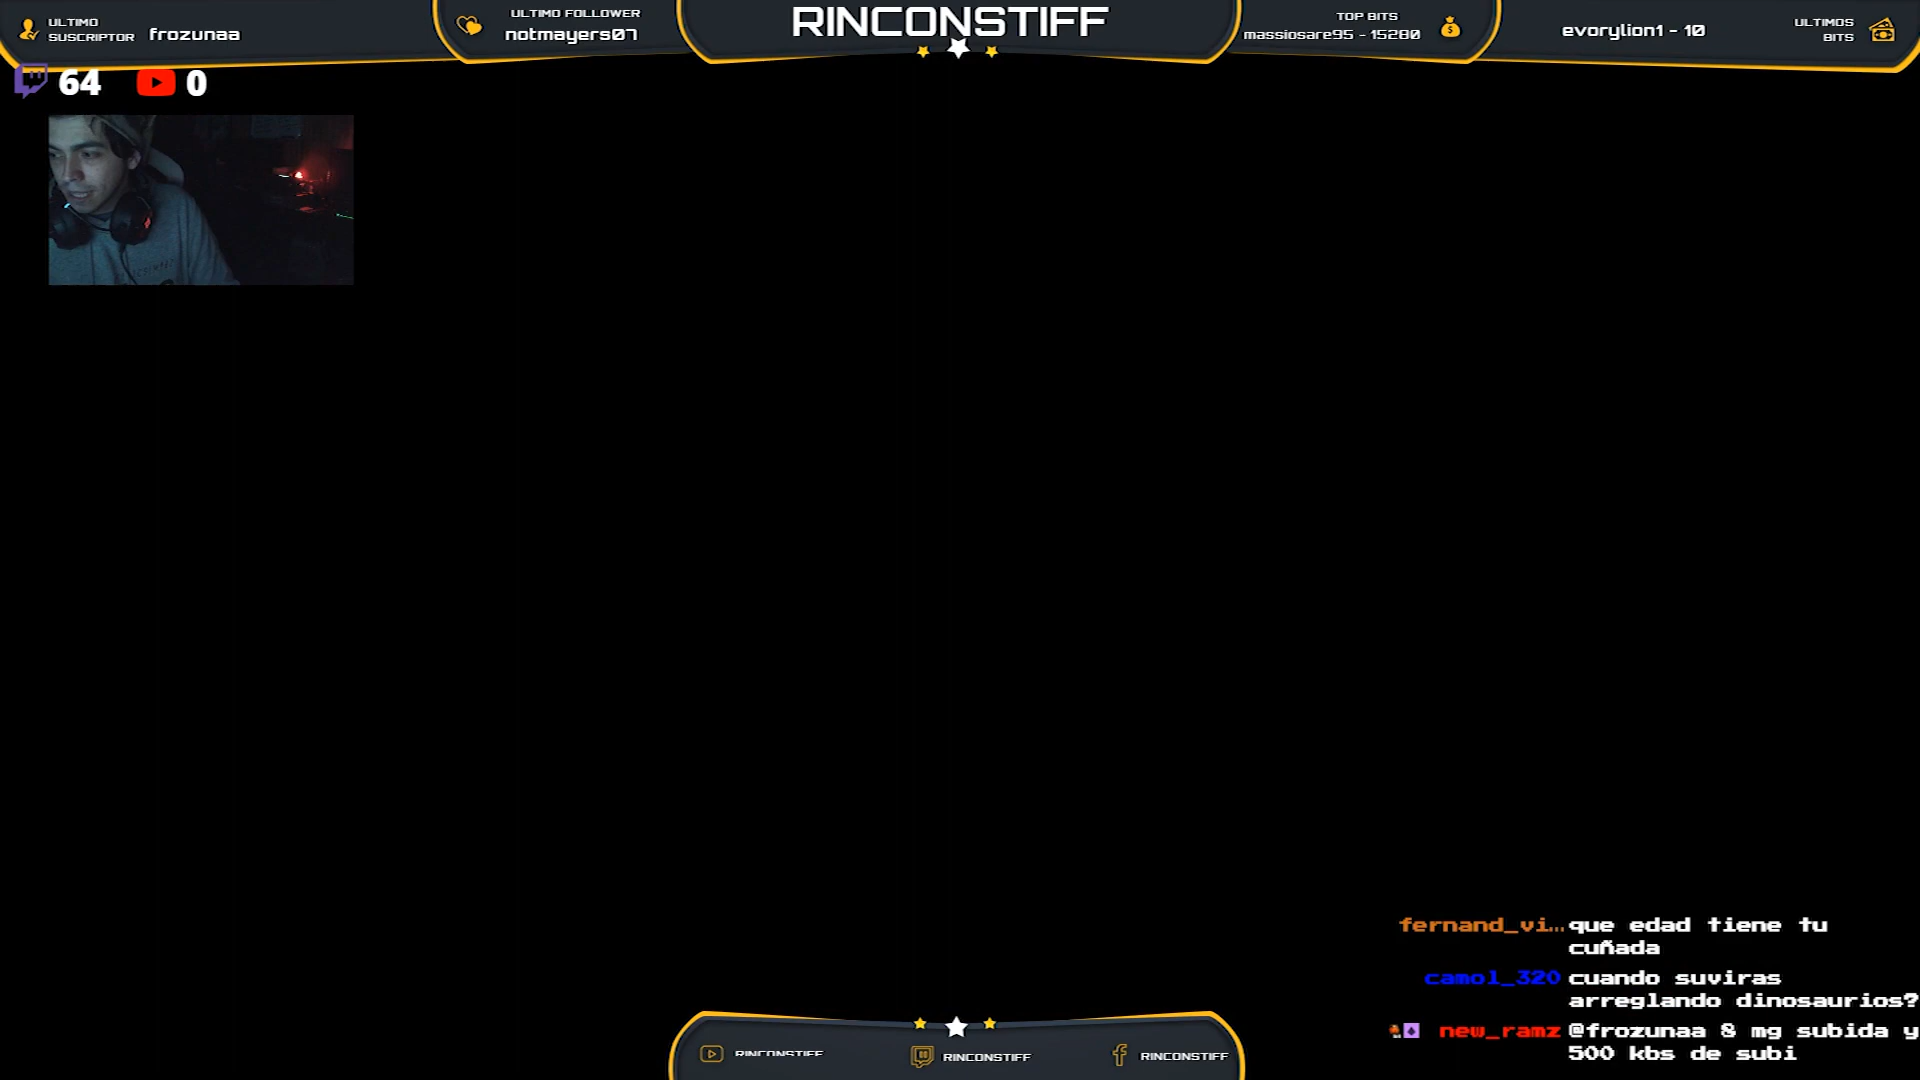 ULTIMO
SUSCRIPTOR
frozunaa
ULTIMO FOLLOWER
notmayers07
RINCONSTIFF
TOP BITS
massiosare95 - 15280
evorylion1 - 10
ULTIMOS
BITS
64
0
fernand_vi... que edad tiene tu
cuñada
camol_320 cuando suviras
arreglando dinosaurios?
new_ramz @frozunaa 8 mg subida y
500 kbs de subi
RINCONSTIFF
RINCONSTIFF
RINCONSTIFF